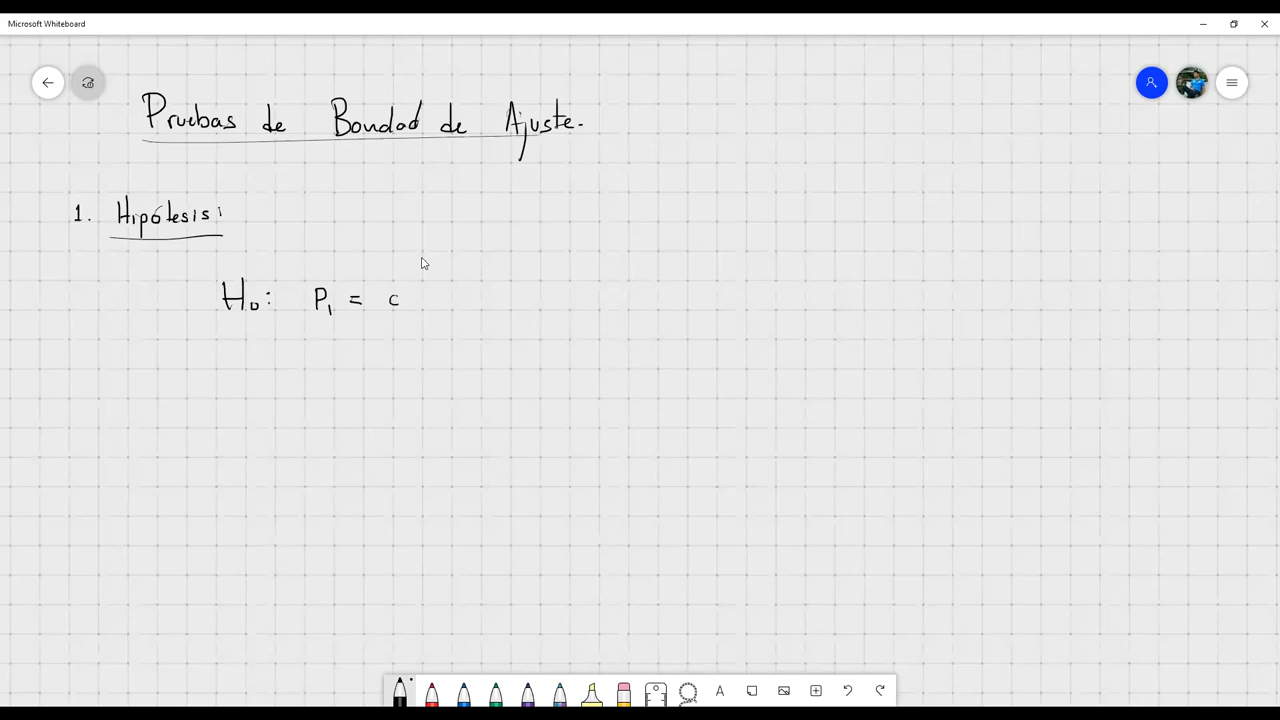 Microsoft Whiteboard
Pruebas de Bondad de Ajuste.
1. Hipótesis:
H₀: P₁ = c
A